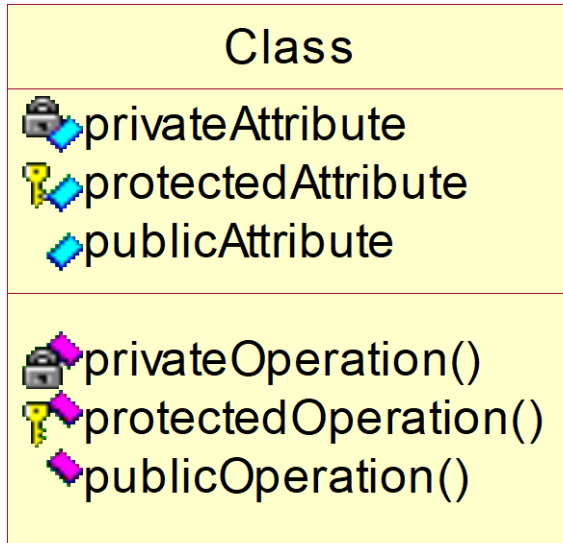 Class
privateAttribute
protectedAttribute
publicAttribute
privateOperation()
protectedOperation()
publicOperation()